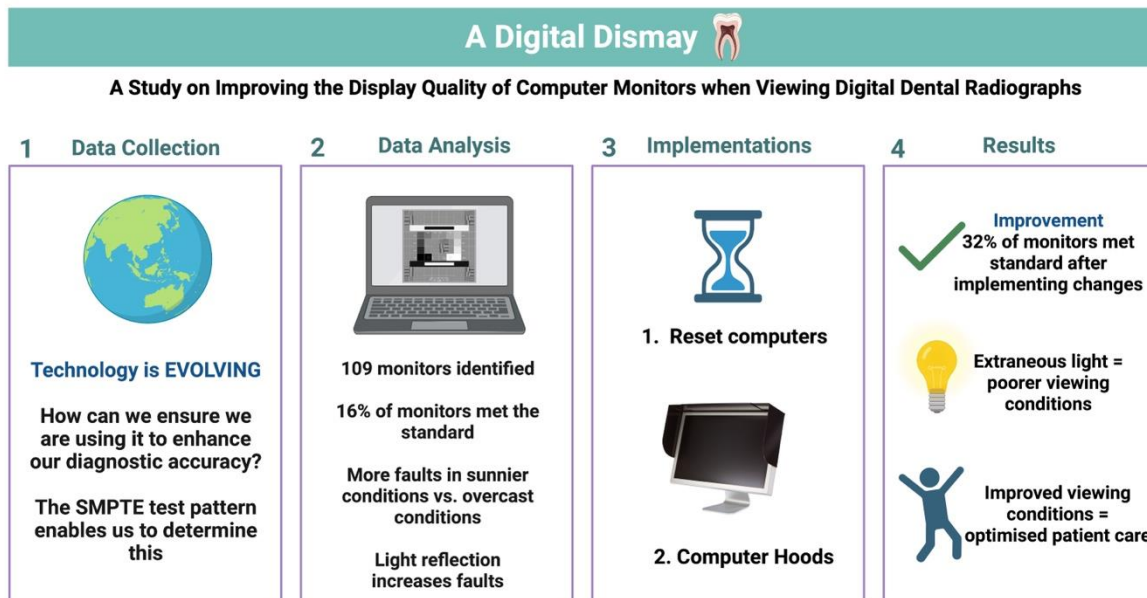 A Digital Dismay
A Study on Improving the Display Quality of Computer Monitors when Viewing Digital Dental Radiographs
1 Data Collection
Technology is EVOLVING
How can we ensure we
are using it to enhance
our diagnostic accuracy?
The SMPTE test pattern
enables us to determine
this
2 Data Analysis
109 monitors identified
16% of monitors met the
standard
More faults in sunnier
conditions vs. overcast
conditions
Light reflection
increases faults
3 Implementations
1. Reset computers
2. Computer Hoods
4 Results
Improvement
32% of monitors met
standard after
implementing changes
Extraneous light =
poorer viewing
conditions
Improved viewing
conditions =
optimised patient care